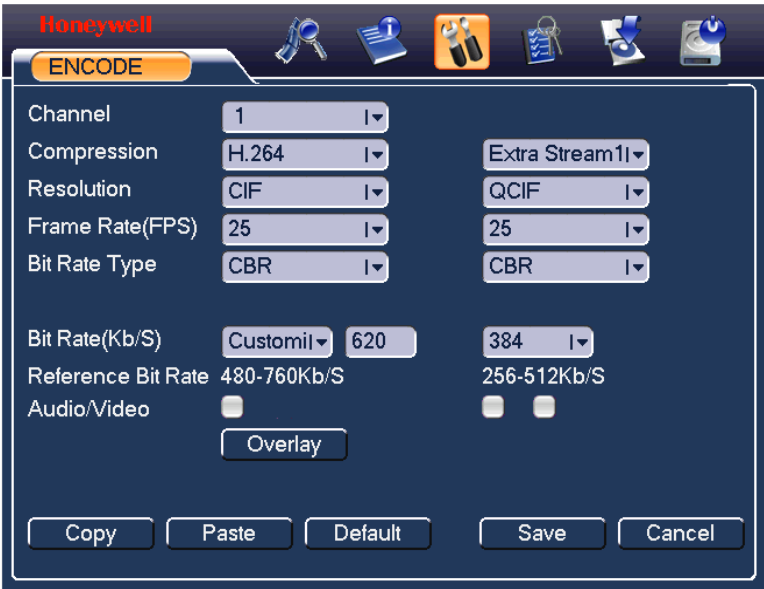 Honeywell
ENCODE
Channel 1
Compression H.264 Extra Stream1
Resolution CIF QCIF
Frame Rate(FPS) 25 25
Bit Rate Type CBR CBR
Bit Rate(Kb/S) Customi 620 384
Reference Bit Rate 480-760Kb/S 256-512Kb/S
Audio/Video
Overlay
Copy Paste Default Save Cancel